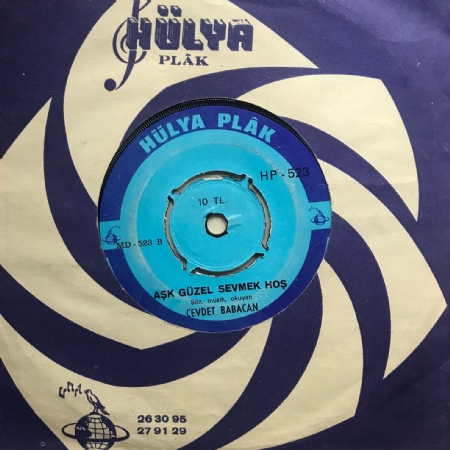 HÜLYA
PLÂK
HÜLYA PLÂK
HP-523
10 TL.
MD-523 B
AŞK GÜZEL SEVMEK HOŞ
Söz, müzik, okuyan
CEVDET BABACAN
26 30 95
27 91 29